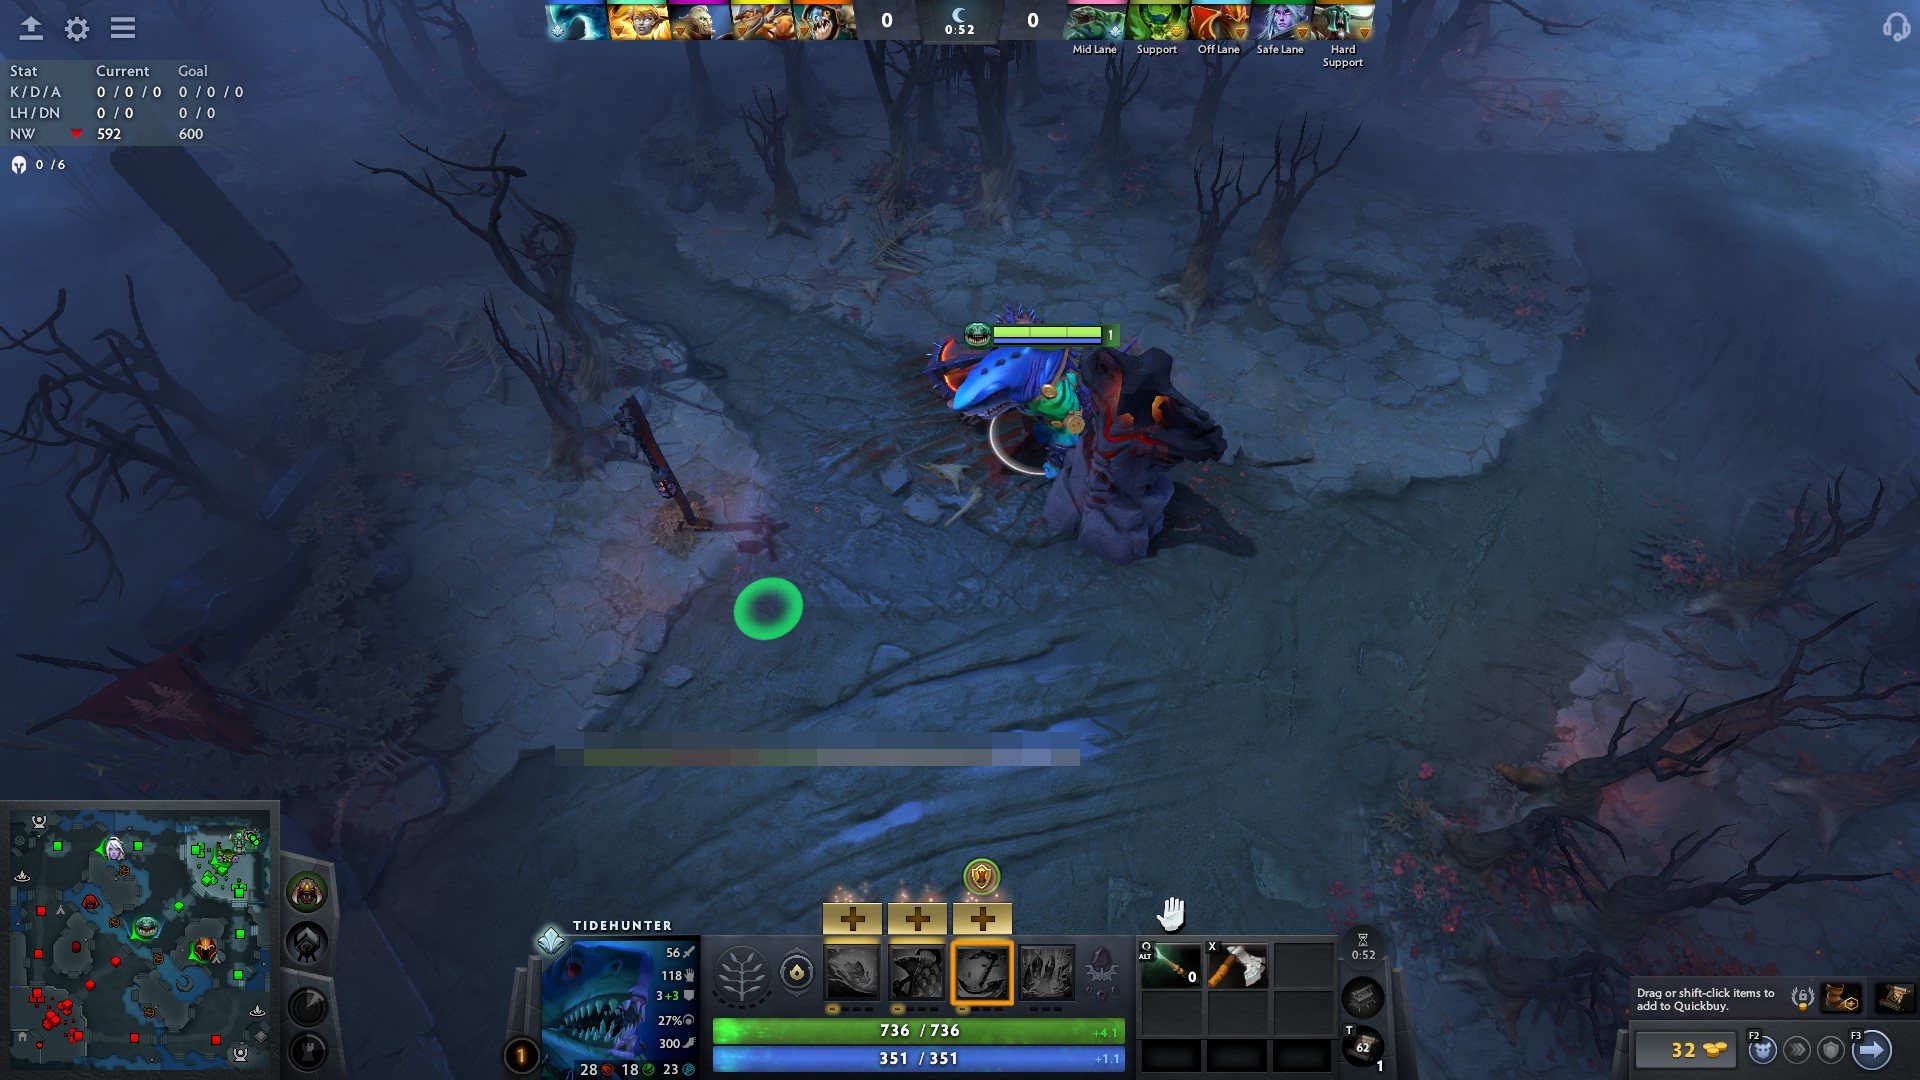 0 0:52 0
Mid Lane Support Off Lane Safe Lane Hard Support
Stat Current Goal
K/D/A 0 / 0 / 0 0 / 0 / 0
LH/DN 0 / 0 0 / 0
NW 592 600
0 /6
1
TIDEHUNTER
56
118
3 +3
27%
300
28 18 23
1
736 / 736 +4.1
351 / 351 +1.1
Q ALT 0 X
0:52
T 62 1
Drag or shift-click items to
add to Quickbuy.
32 F2 F3